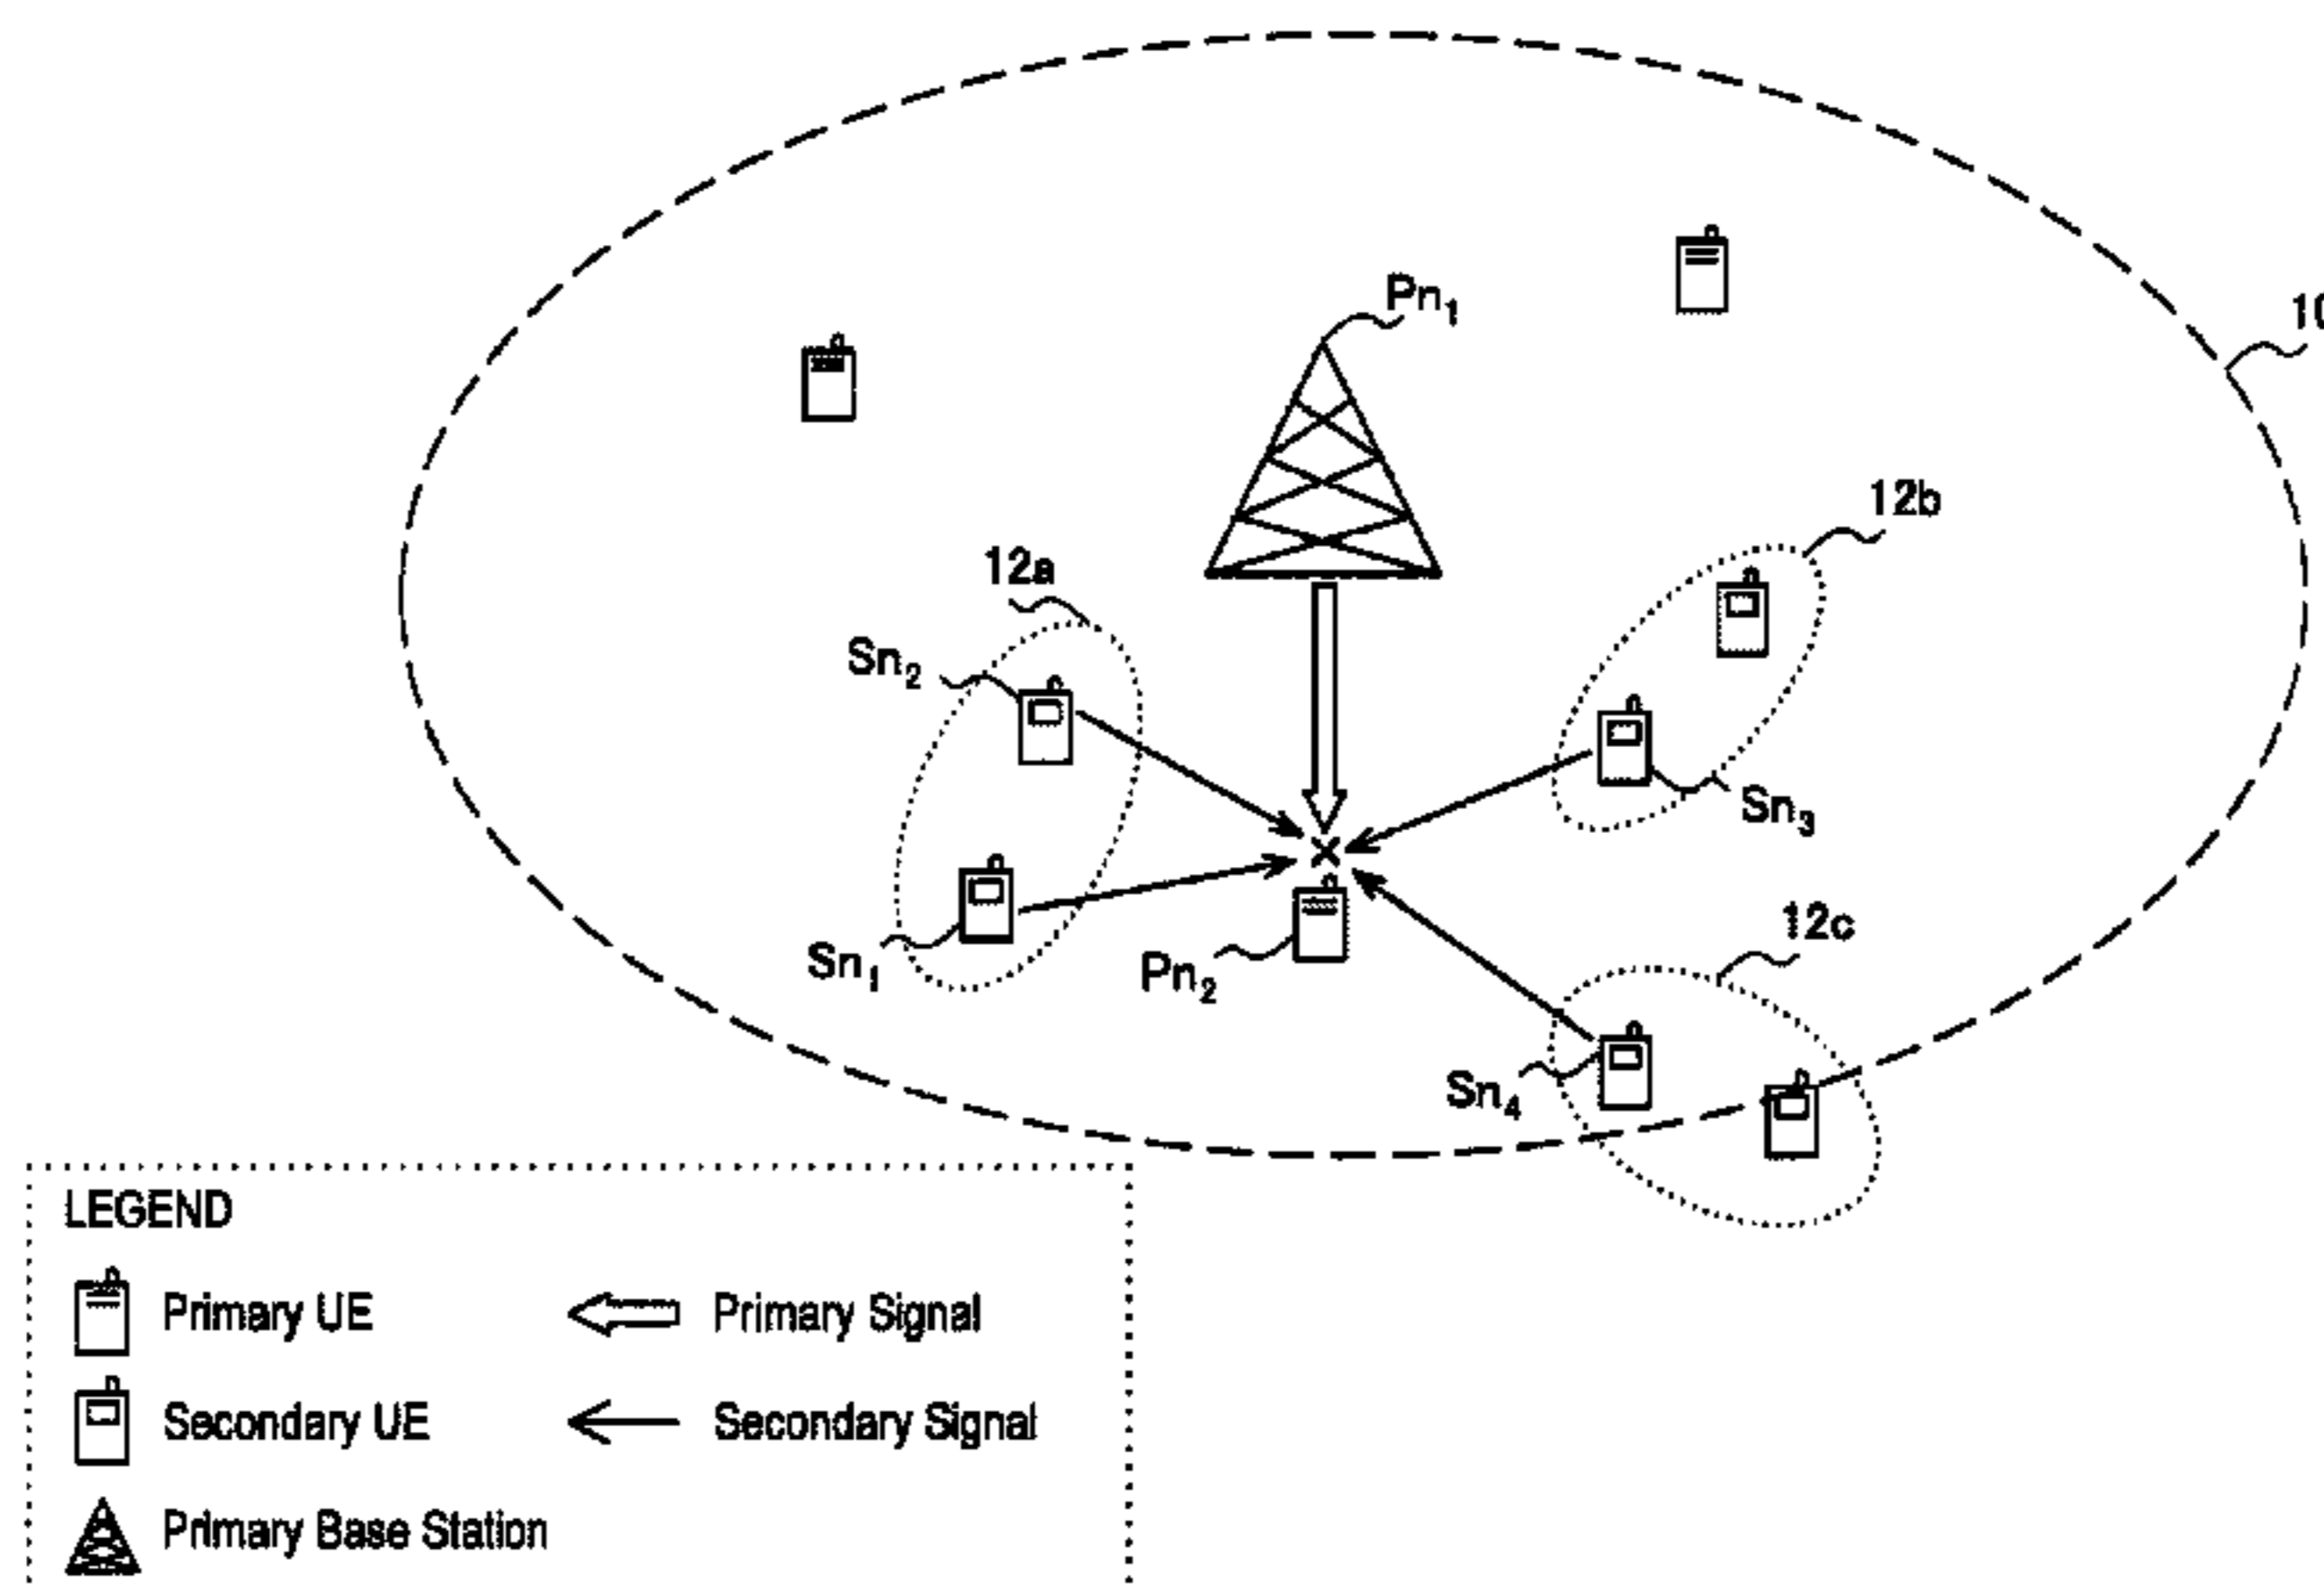 Pn₁
10
12b
12a
Sn₂
Sn₃
12c
Sn₁
Pn₂
Sn₄
LEGEND
Primary UE
Primary Signal
Secondary UE
Secondary Signal
Primary Base Station